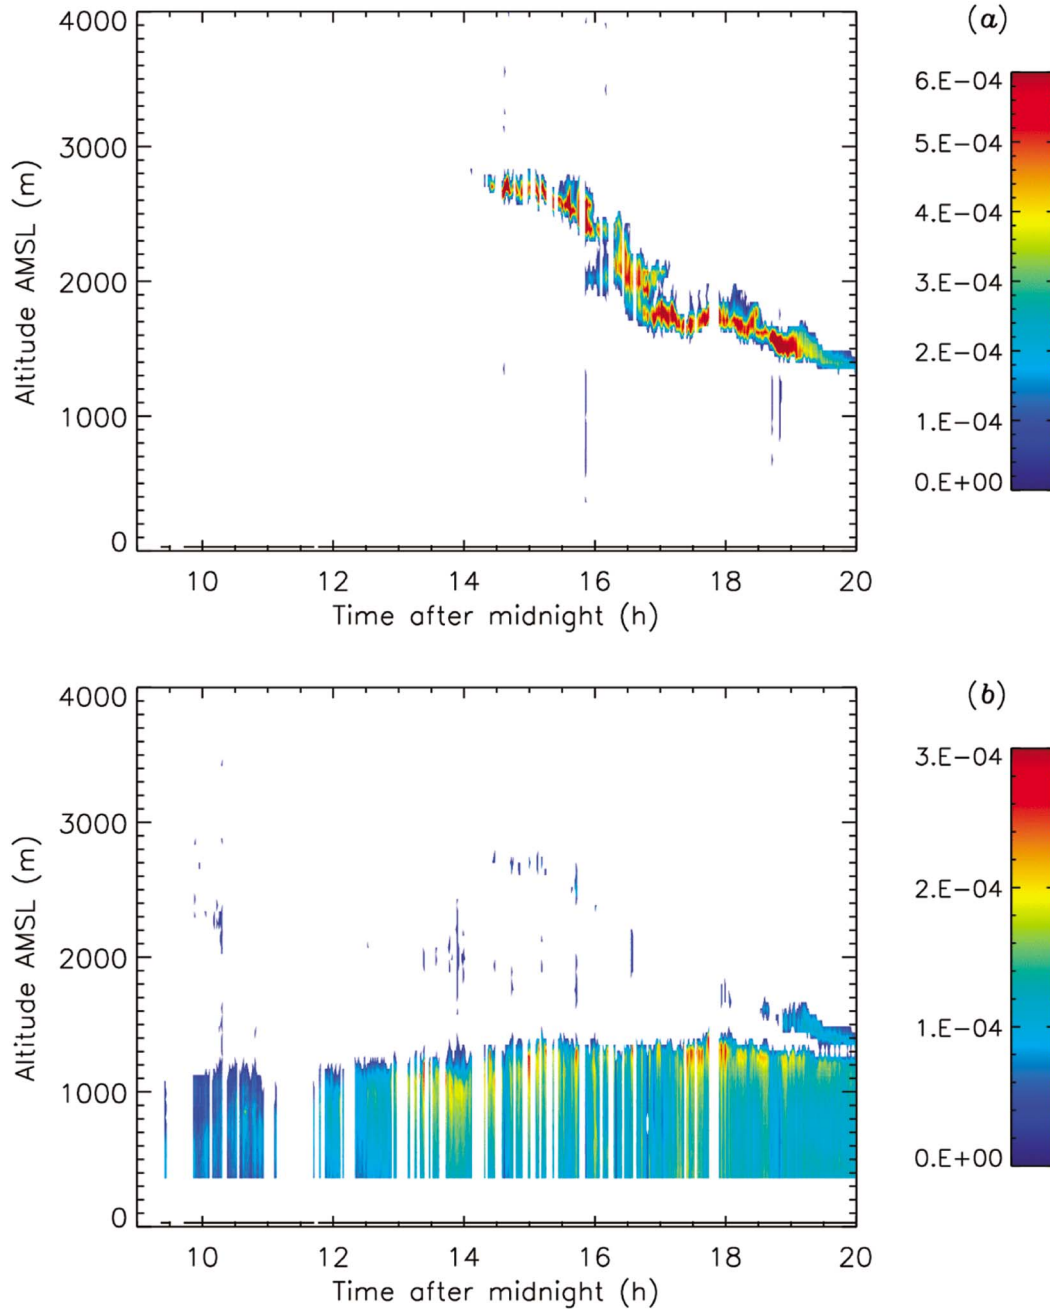 (a)
4000
3000
2000
1000
0
Altitude AMSL (m)
10 12 14 16 18 20
Time after midnight (h)
6.E-04
5.E-04
4.E-04
3.E-04
2.E-04
1.E-04
0.E+00
(b)
4000
3000
2000
1000
0
Altitude AMSL (m)
10 12 14 16 18 20
Time after midnight (h)
3.E-04
2.E-04
1.E-04
0.E+00